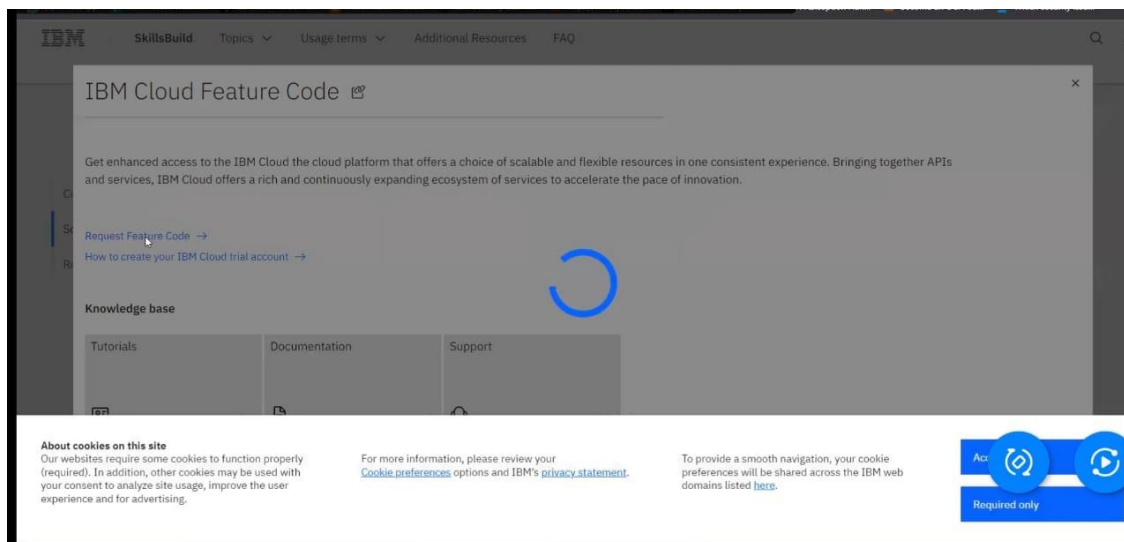 IBM SkillsBuild Topics Usage terms Additional Resources FAQ
IBM Cloud Feature Code
Get enhanced access to the IBM Cloud the cloud platform that offers a choice of scalable and flexible resources in one consistent experience. Bringing together APIs
and services, IBM Cloud offers a rich and continuously expanding ecosystem of services to accelerate the pace of innovation.
Request Feature Code →
How to create your IBM Cloud trial account →
Knowledge base
Tutorials Documentation Support
About cookies on this site
Our websites require some cookies to function properly
(required). In addition, other cookies may be used with
your consent to analyze site usage, improve the user
experience and for advertising.
For more information, please review your
Cookie preferences options and IBM's privacy statement.
To provide a smooth navigation, your cookie
preferences will be shared across the IBM web
domains listed here.
Required only